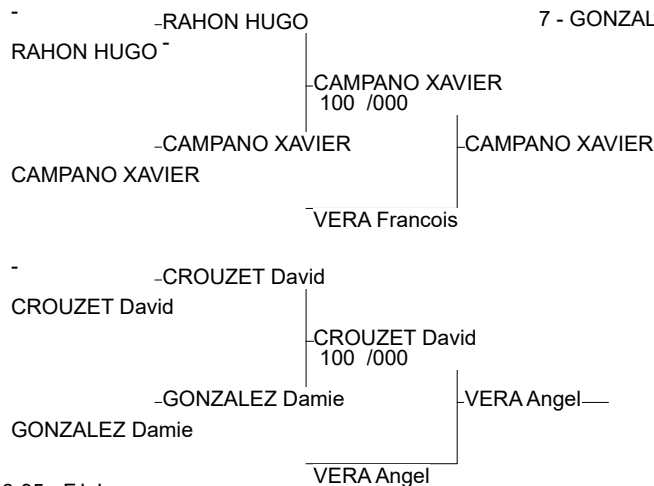 -
RAHON HUGO
7 - GONZAL
RAHON HUGO
-
CAMPANO XAVIER
100 /000
CAMPANO XAVIER
CAMPANO XAVIER
CAMPANO XAVIER
VERA Francois
-
CROUZET David
CROUZET David
CROUZET David
100 /000
GONZALEZ Damie
VERA Angel
GONZALEZ Damie
VERA Angel